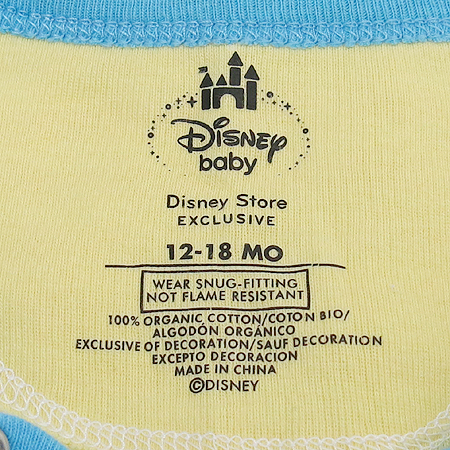 Disney
baby
Disney Store
EXCLUSIVE
12-18 MO
WEAR SNUG-FITTING
NOT FLAME RESISTANT
100% ORGANIC COTTON/COTON BIO/
ALGODÓN ORGÁNICO
EXCLUSIVE OF DECORATION/SAUF DECORATION
EXCEPTO DECORACION
MADE IN CHINA
©DISNEY